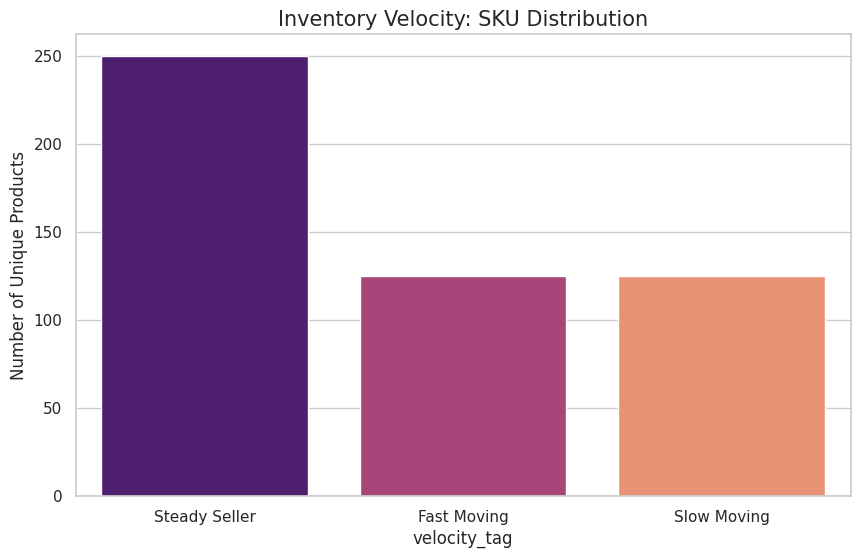 Inventory Velocity: SKU Distribution
Number of Unique Products
250
200
150
100
50
0
Steady Seller
Fast Moving
Slow Moving
velocity_tag